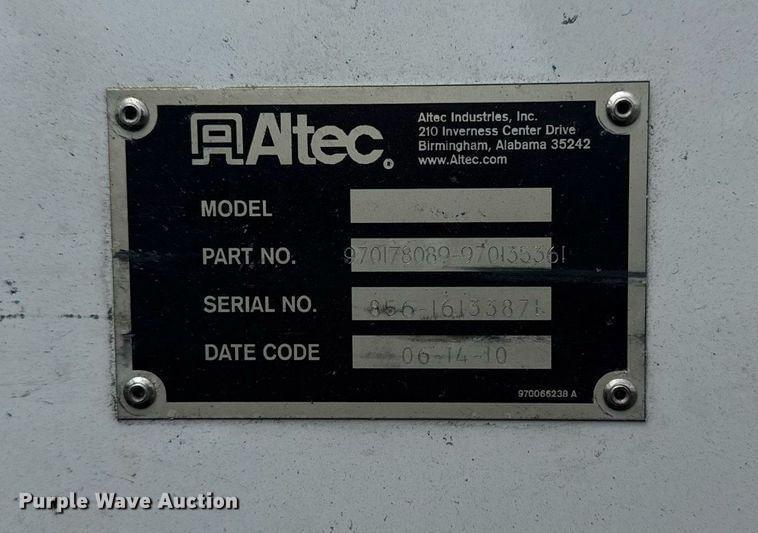 Altec
Altec Industries, Inc.
210 Inverness Center Drive
Birmingham, Alabama 35242
www.Altec.com
MODEL
PART NO. 970178089-970135361
SERIAL NO. 856-16133871
DATE CODE 06-14-10
970066238 A
Purple Wave Auction